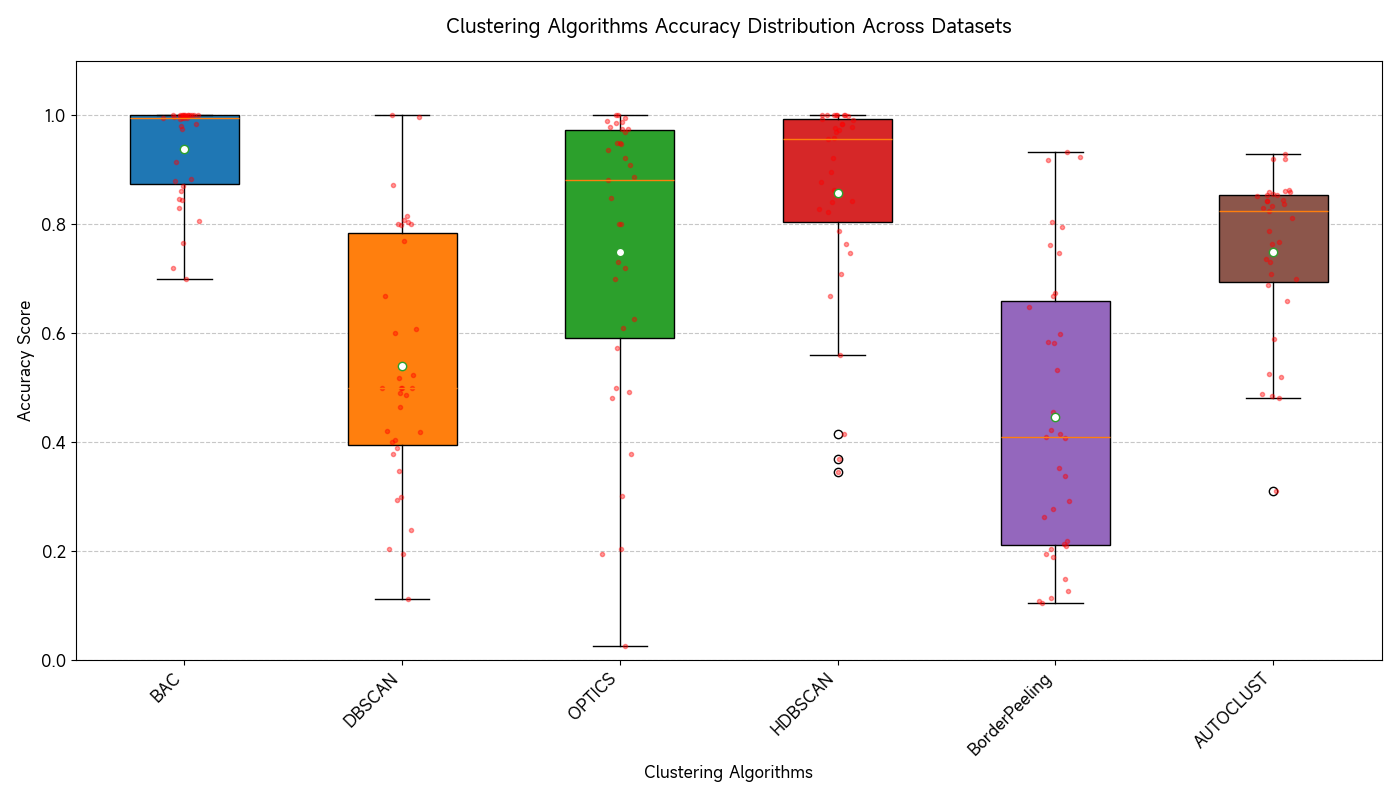 Clustering Algorithms Accuracy Distribution Across Datasets
Accuracy Score
1.0
0.8
0.6
0.4
0.2
0.0
BAC
DBSCAN
OPTICS
HDBSCAN
BorderPeeling
AUTOCLUST
Clustering Algorithms